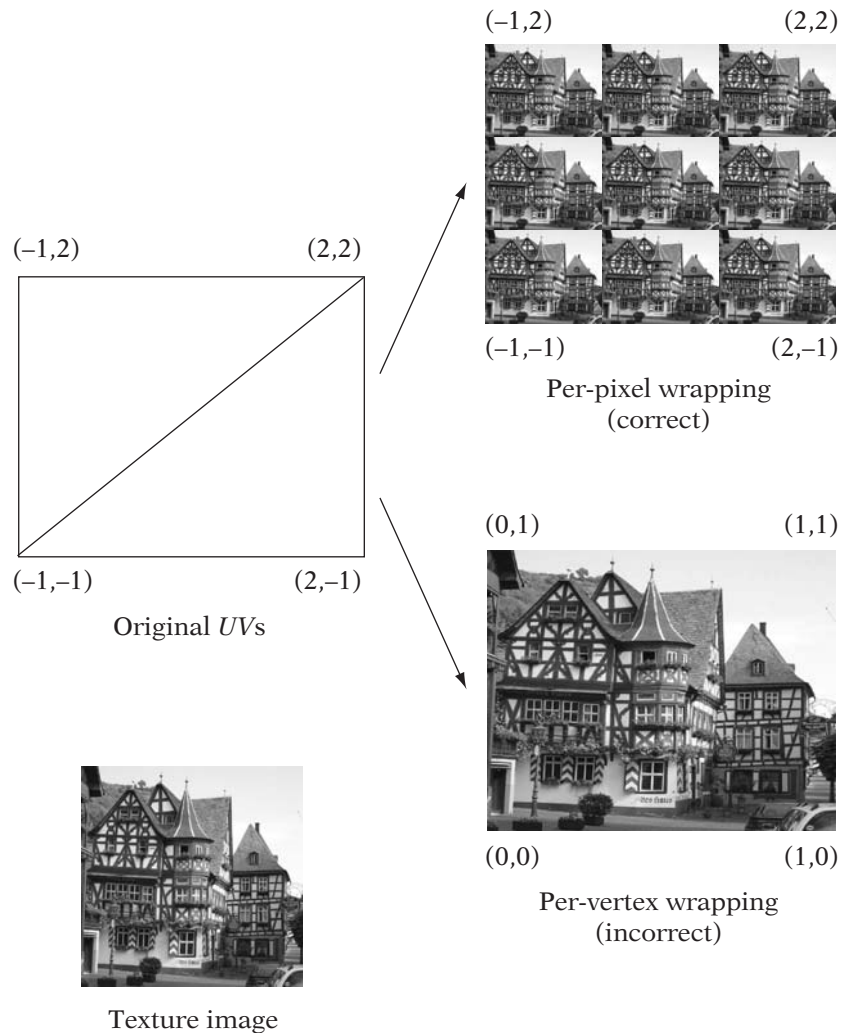 (–1,2) (2,2)
(–1,–1) (2,–1)
Per-pixel wrapping
(correct)
(–1,2) (2,2)
(–1,–1) (2,–1)
Original UVs
(0,1) (1,1)
(0,0) (1,0)
Per-vertex wrapping
(incorrect)
Texture image